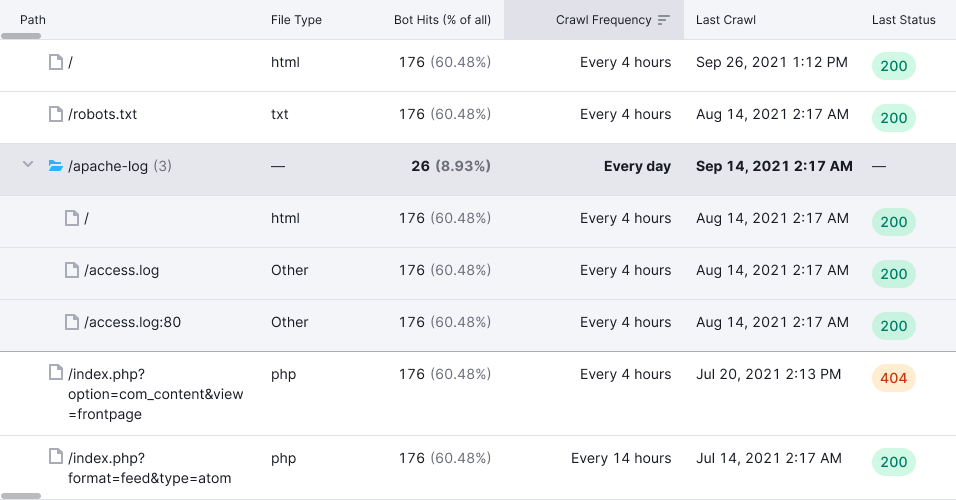 Path File Type Bot Hits (% of all) Crawl Frequency Last Crawl Last Status
/ html 176 (60.48%) Every 4 hours Sep 26, 2021 1:12 PM 200
/robots.txt txt 176 (60.48%) Every 4 hours Aug 14, 2021 2:17 AM 200
/apache-log (3) — 26 (8.93%) Every day Sep 14, 2021 2:17 AM —
/ html 176 (60.48%) Every 4 hours Aug 14, 2021 2:17 AM 200
/access.log Other 176 (60.48%) Every 4 hours Aug 14, 2021 2:17 AM 200
/access.log:80 Other 176 (60.48%) Every 4 hours Aug 14, 2021 2:17 AM 200
/index.php? php 176 (60.48%) Every 4 hours Jul 20, 2021 2:13 PM 404
option=com_content&view
=frontpage
/index.php? php 176 (60.48%) Every 14 hours Jul 14, 2021 2:17 AM 200
format=feed&type=atom